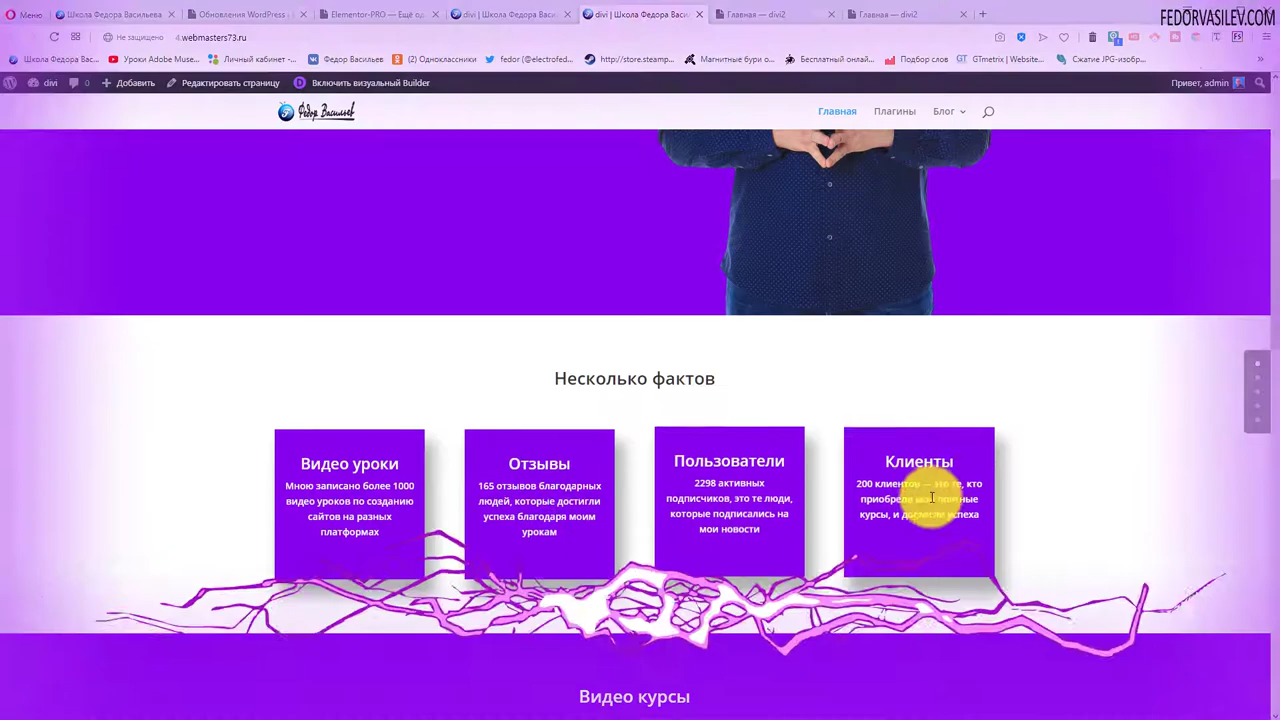 FEDORVASILEV.COM
divi | Школа Федора Васильева
Обновления WordPress
Elementor-PRO — Ещё од
divi | Школа Федора Васи
divi | Школа Федора Васил
Главная — divi2
Главная — divi2
Меню
Не защищено
4.webmasters73.ru
Школа Федора Вас...
Уроки Adobe Muse...
Личный кабинет -...
Федор Васильев
(2) Одноклассники
fedor (@electrofed...
http://store.steamp...
Магнитные бури о...
Бесплатный онлай...
Подбор слов
GTmetrix | Website...
Сжатие JPG-изобр...
divi
0
Добавить
Редактировать страницу
Включить визуальный Builder
Привет, admin
Федор Васильев
Главная
Плагины
Блог
Несколько фактов
Видео уроки
Мною записано более 1000
видео уроков по созданию
сайтов на разных
платформах
Отзывы
165 отзывов благодарных
людей, которые достигли
успеха благодаря моим
урокам
Пользователи
2298 активных
подписчиков, это те люди,
которые подписались на
мои новости
Клиенты
200 клиентов — это те, кто
приобрели мои платные
курсы, и достигли успеха
Видео курсы